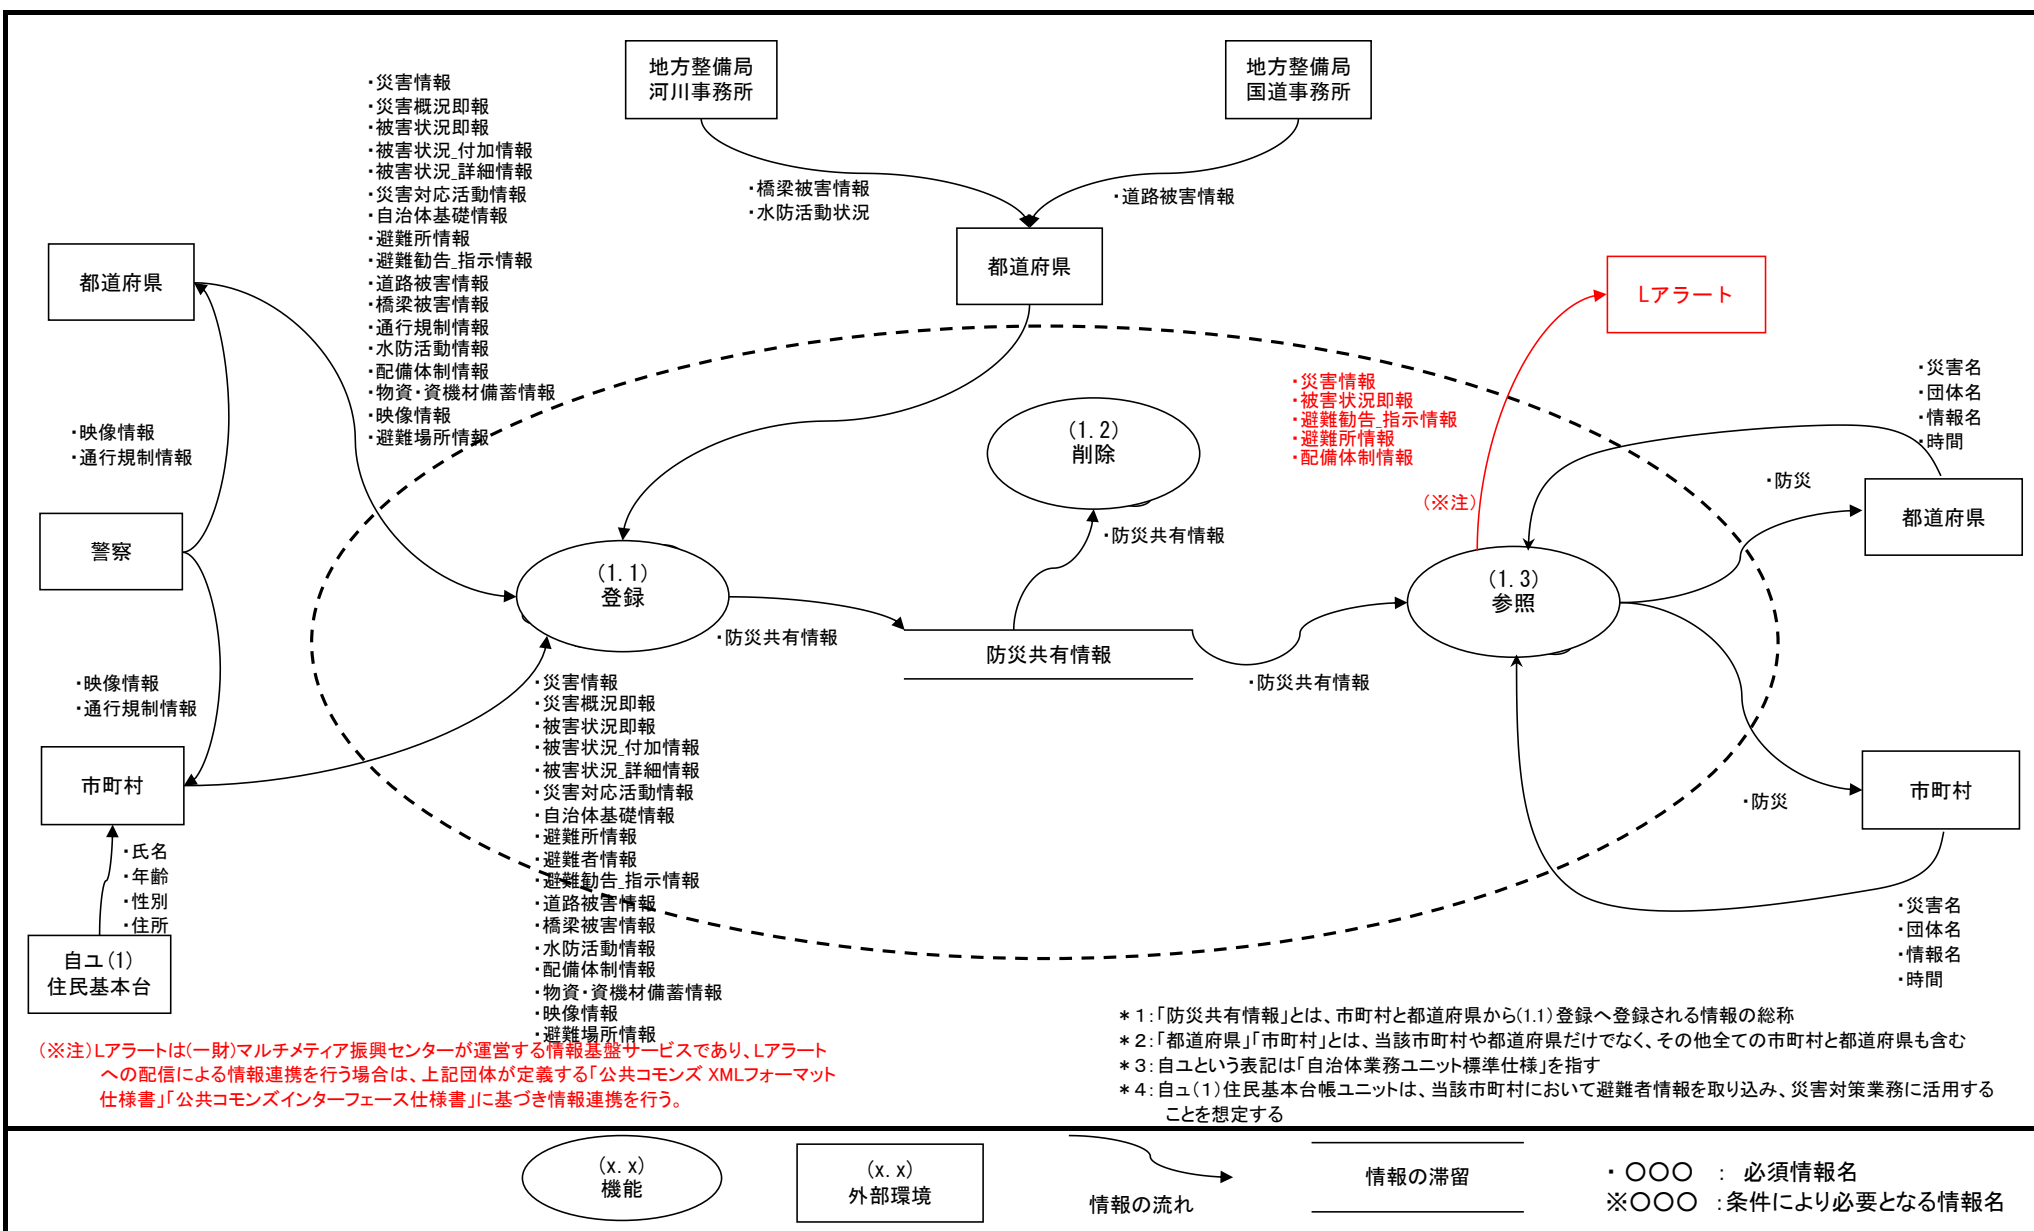 地方整備局
河川事務所
地方整備局
国道事務所
・災害情報
・災害概況即報
・被害状況即報
・被害状況_付加情報
・被害状況_詳細情報
・災害対応活動情報
・自治体基礎情報
・避難所情報
・避難勧告_指示情報
・道路被害情報
・橋梁被害情報
・通行規制情報
・水防活動情報
・配備体制情報
・物資・資機材備蓄情報
・映像情報
・避難場所情報
・橋梁被害情報
・水防活動状況
・道路被害情報
都道府県
都道府県
Lアラート
・災害情報
・被害状況即報
・避難勧告_指示情報
・避難所情報
・配備体制情報
(※注)
・災害名
・団体名
・情報名
・時間
・映像情報
・通行規制情報
(1.2)
削除
・防災
都道府県
警察
・防災共有情報
(1.1)
登録
(1.3)
参照
・防災共有情報
防災共有情報
・防災共有情報
・映像情報
・通行規制情報
市町村
・災害情報
・災害概況即報
・被害状況即報
・被害状況_付加情報
・被害状況_詳細情報
・災害対応活動情報
・自治体基礎情報
・避難所情報
・避難者情報
・避難勧告_指示情報
・道路被害情報
・橋梁被害情報
・水防活動情報
・配備体制情報
・物資・資機材備蓄情報
・映像情報
・避難場所情報
・防災
市町村
・氏名
・年齢
・性別
・住所
自ユ(1)
住民基本台
・災害名
・団体名
・情報名
・時間
(※注)Lアラートは(一財)マルチメティア振興センターが運営する情報基盤サービスであり、Lアラート
への配信による情報連携を行う場合は、上記団体が定義する「公共コモンズ XMLフォーマット
仕様書」「公共コモンズインターフェース仕様書」に基づき情報連携を行う。
＊1:「防災共有情報」とは、市町村と都道府県から(1.1)登録へ登録される情報の総称
＊2:「都道府県」「市町村」とは、当該市町村や都道府県だけでなく、その他全ての市町村と都道府県も含む
＊3:自ユという表記は「自治体業務ユニット標準仕様」を指す
＊4:自ュ(1)住民基本台帳ユニットは、当該市町村において避難者情報を取り込み、災害対策業務に活用する
ことを想定する
(x.x)
機能
(x.x)
外部環境
情報の流れ
情報の滞留
・○○○ : 必須情報名
※○○○ :条件により必要となる情報名